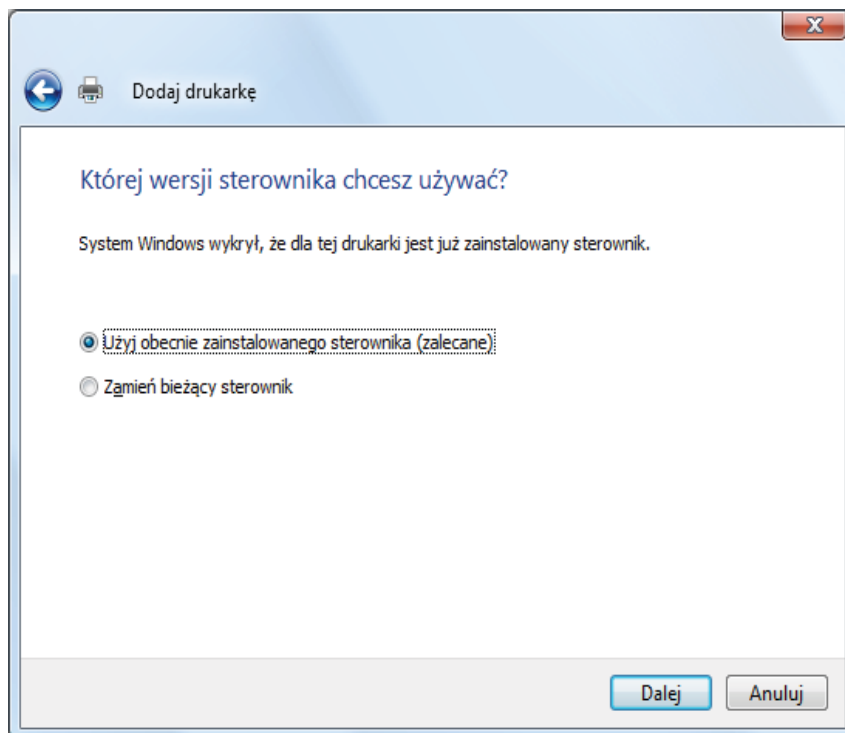 Dodaj drukarkę
Której wersji sterownika chcesz używać?
System Windows wykrył, że dla tej drukarki jest już zainstalowany sterownik.
Użyj obecnie zainstalowanego sterownika (zalecane)
Zamień bieżący sterownik
Dalej Anuluj